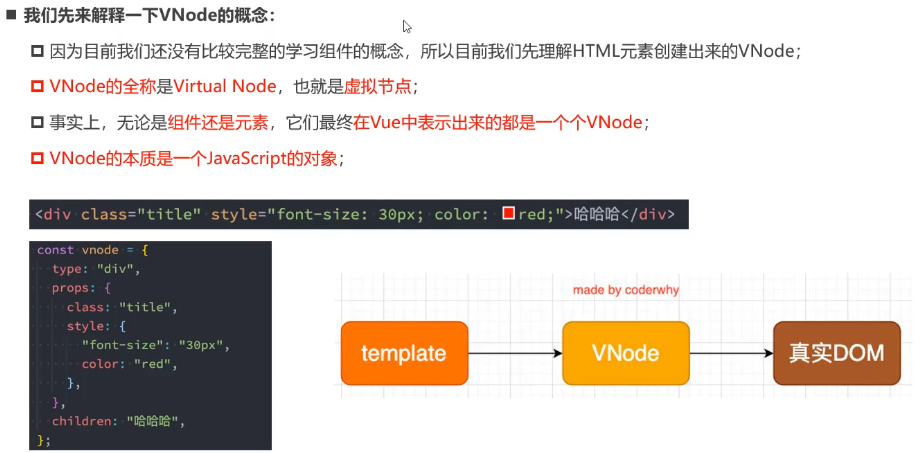 我们先来解释一下VNode的概念：
因为目前我们还没有比较完整的学习组件的概念，所以目前我们先理解HTML元素创建出来的VNode；
VNode的全称是Virtual Node，也就是虚拟节点；
事实上，无论是组件还是元素，它们最终在Vue中表示出来的都是一个个VNode；
VNode的本质是一个JavaScript的对象；
<div class="title" style="font-size: 30px; color: red;">哈哈哈</div>
const vnode = {
type: "div",
props: {
class: "title",
style: {
"font-size": "30px",
color: "red",
},
},
children: "哈哈哈",
};
made by coderwhy
template
VNode
真实DOM